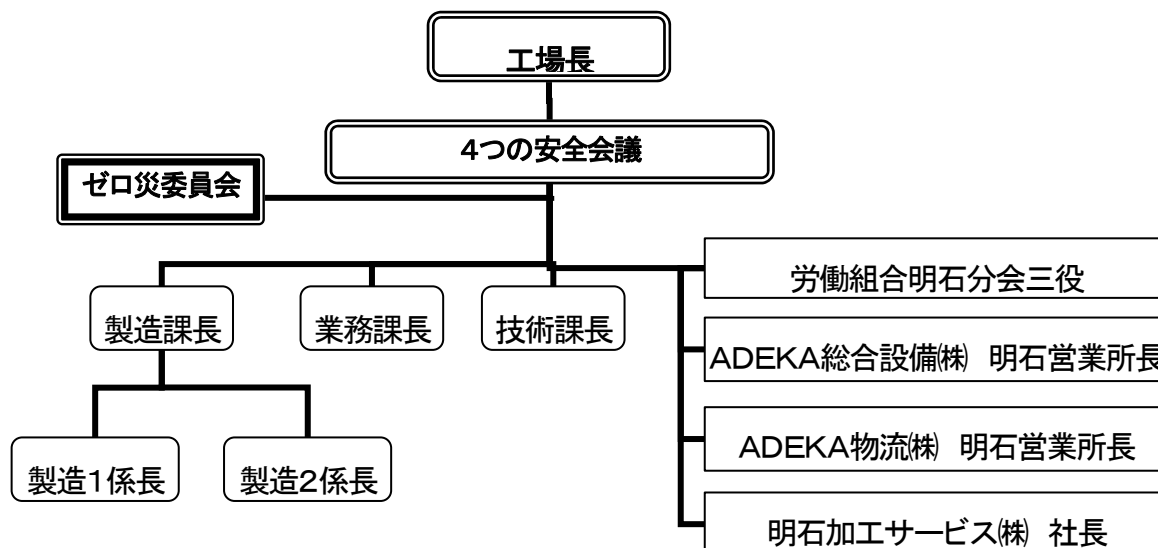 工場長
4つの安全会議
ゼロ災委員会
労働組合明石分会三役
製造課長
業務課長
技術課長
ADEKA総合設備㈱ 明石営業所長
ADEKA物流㈱ 明石営業所長
製造1係長
製造2係長
明石加工サービス㈱ 社長